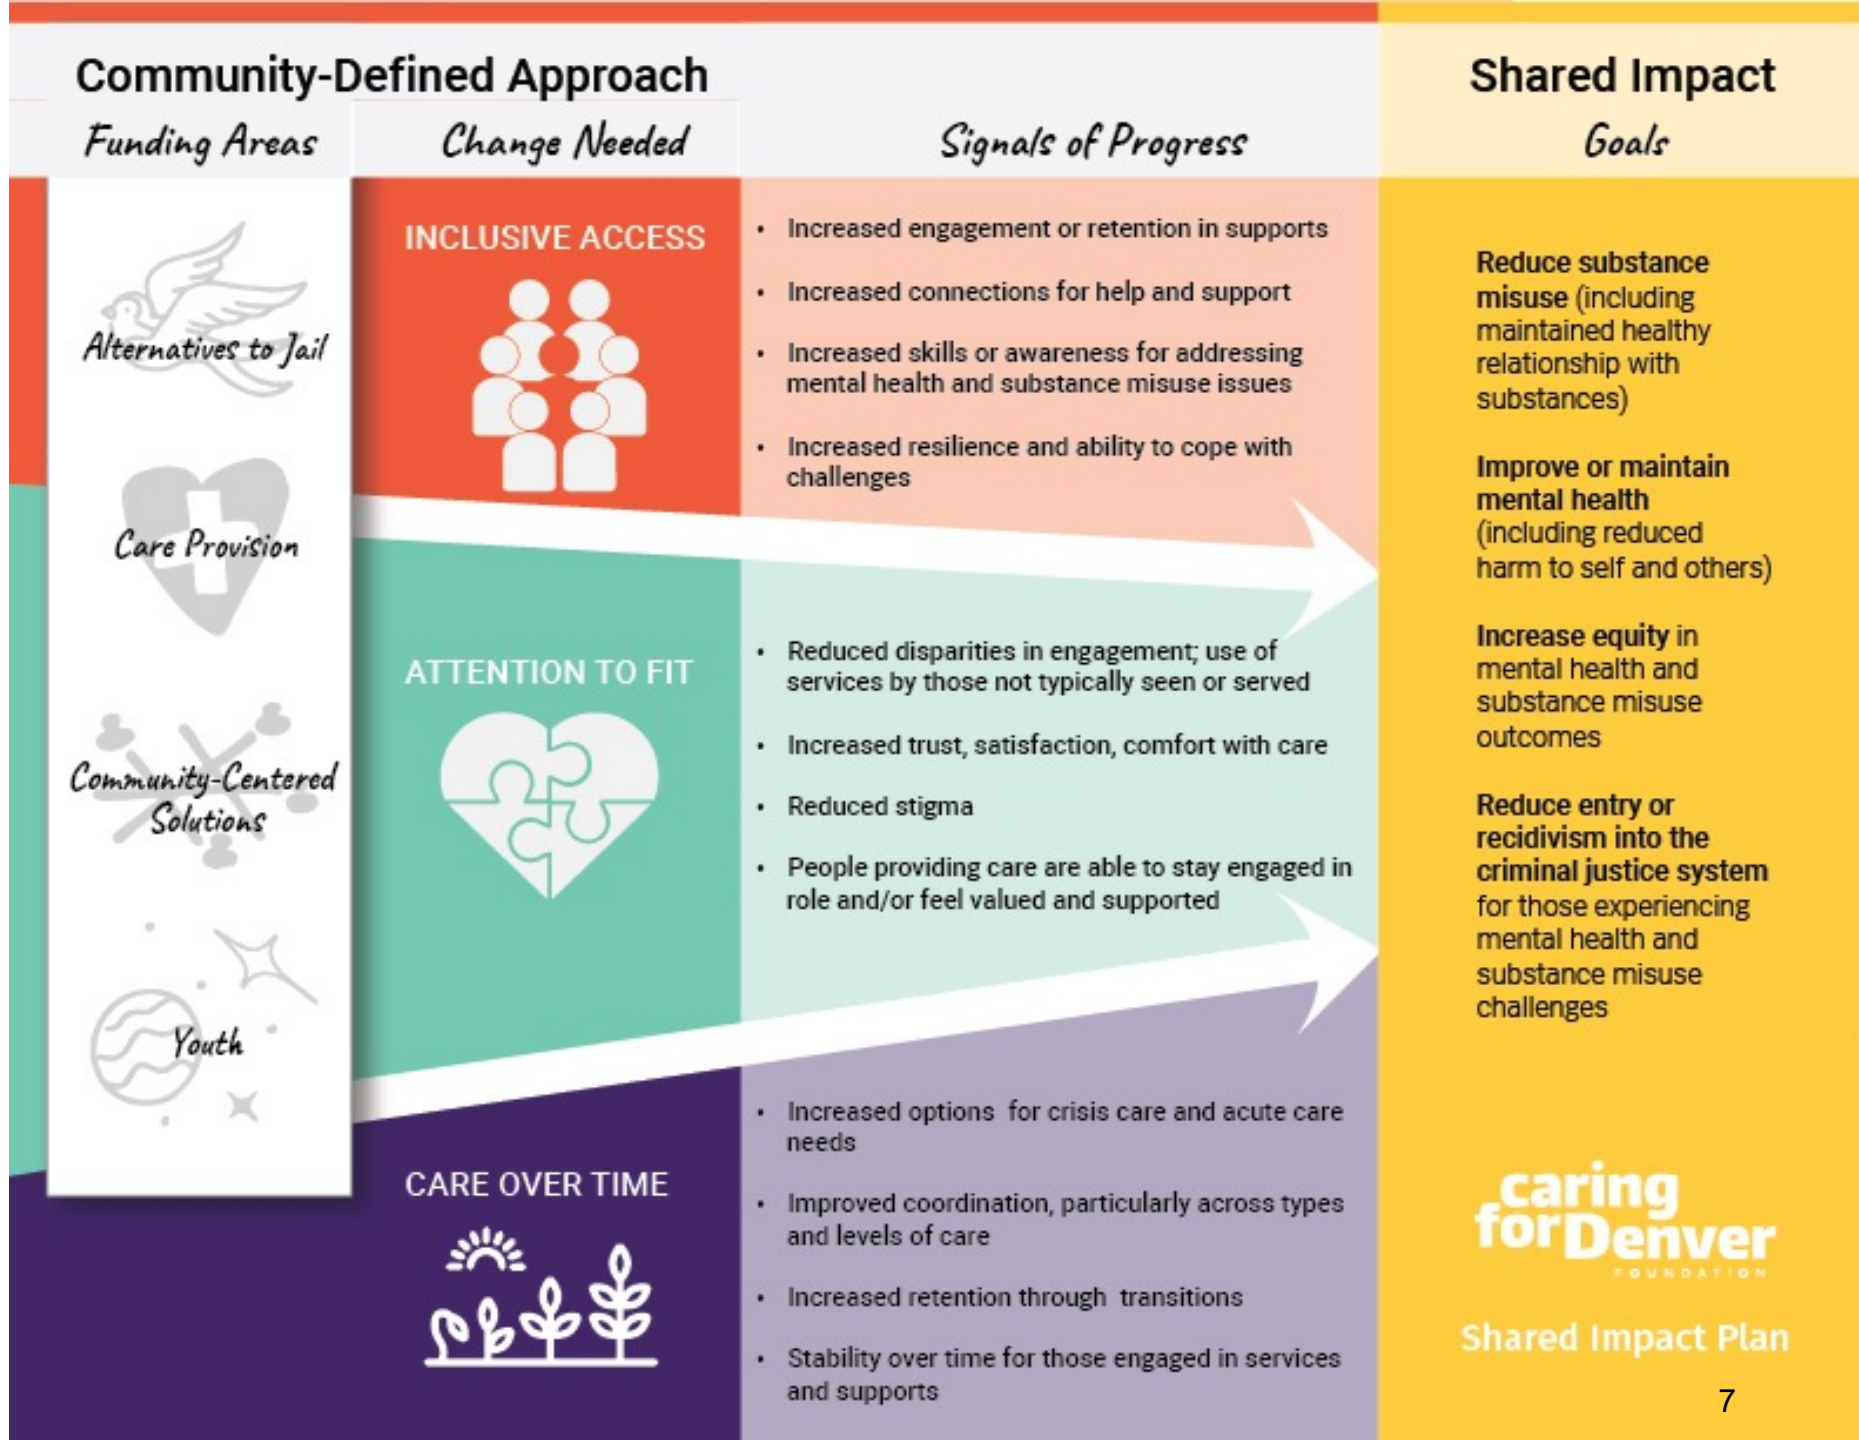 Community-Defined Approach
Shared Impact
Funding Areas
Change Needed
Signals of Progress
Goals
Alternatives to Jail
Care Provision
Community-Centered
Solutions
Youth
INCLUSIVE ACCESS
• Increased engagement or retention in supports
• Increased connections for help and support
• Increased skills or awareness for addressing
mental health and substance misuse issues
• Increased resilience and ability to cope with
challenges
ATTENTION TO FIT
• Reduced disparities in engagement; use of
services by those not typically seen or served
• Increased trust, satisfaction, comfort with care
• Reduced stigma
• People providing care are able to stay engaged in
role and/or feel valued and supported
CARE OVER TIME
• Increased options for crisis care and acute care
needs
• Improved coordination, particularly across types
and levels of care
• Increased retention through transitions
• Stability over time for those engaged in services
and supports
Reduce substance
misuse (including
maintained healthy
relationship with
substances)
Improve or maintain
mental health
(including reduced
harm to self and others)
Increase equity in
mental health and
substance misuse
outcomes
Reduce entry or
recidivism into the
criminal justice system
for those experiencing
mental health and
substance misuse
challenges
caring
forDenver
FOUNDATION
Shared Impact Plan
7